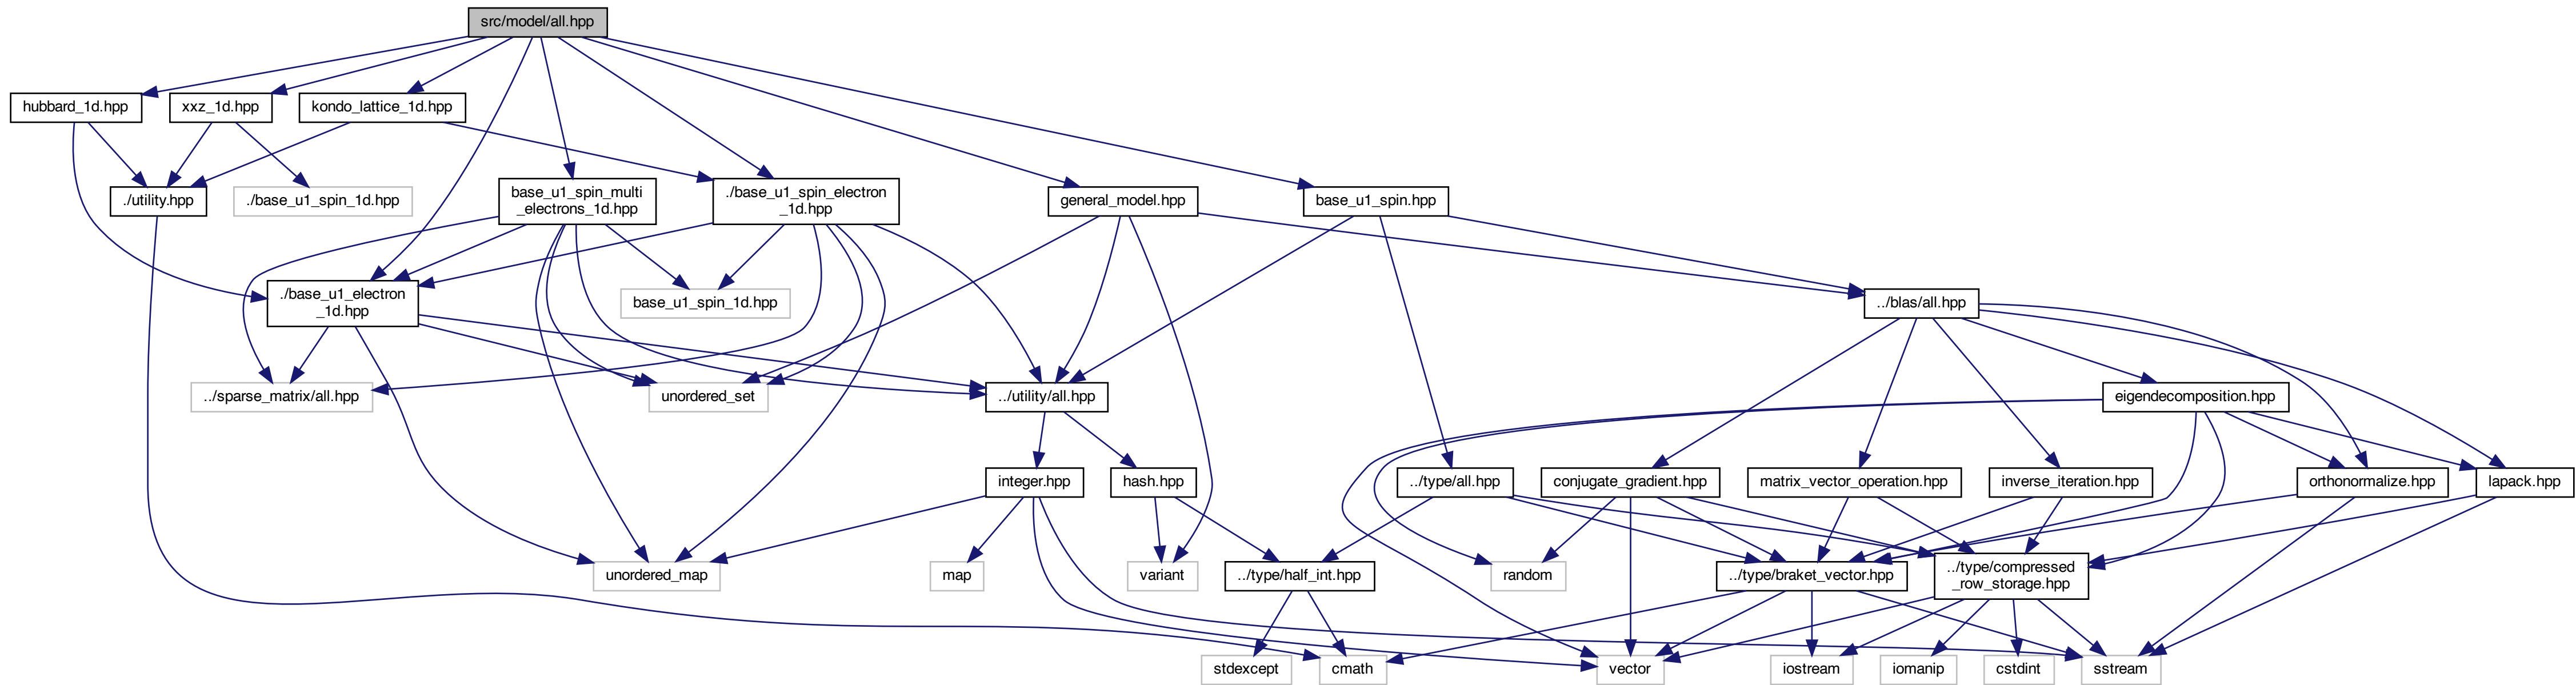 src/model/all.hpp
hubbard_1d.hpp
xxz_1d.hpp
kondo_lattice_1d.hpp
./utility.hpp
./base_u1_spin_1d.hpp
base_u1_spin_multi
_electrons_1d.hpp
./base_u1_spin_electron
_1d.hpp
general_model.hpp
base_u1_spin.hpp
./base_u1_electron
_1d.hpp
base_u1_spin_1d.hpp
../blas/all.hpp
../sparse_matrix/all.hpp
unordered_set
../utility/all.hpp
eigendecomposition.hpp
integer.hpp
hash.hpp
../type/all.hpp
conjugate_gradient.hpp
matrix_vector_operation.hpp
inverse_iteration.hpp
orthonormalize.hpp
lapack.hpp
unordered_map
map
variant
../type/half_int.hpp
random
../type/braket_vector.hpp
../type/compressed
_row_storage.hpp
stdexcept
cmath
vector
iostream
iomanip
cstdint
sstream